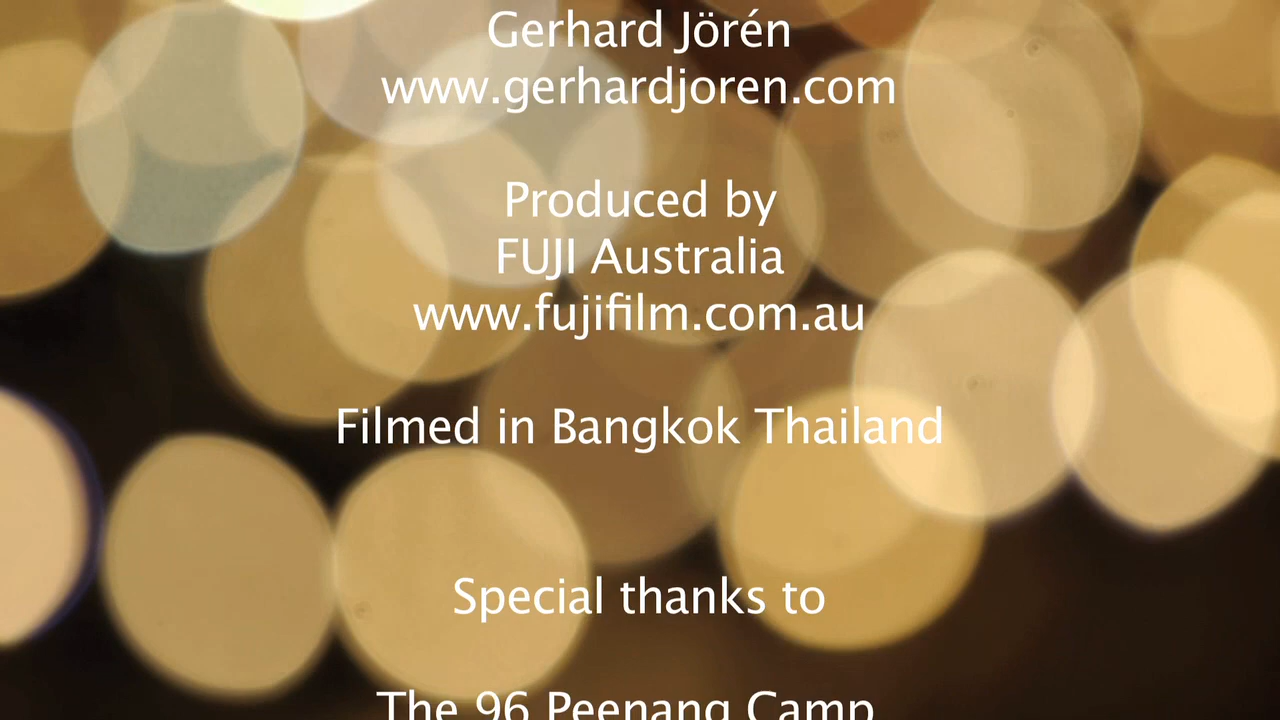 Gerhard Jörén
www.gerhardjoren.com
Produced by
FUJI Australia
www.fujifilm.com.au
Filmed in Bangkok Thailand
Special thanks to
The 96 Peenang Camp